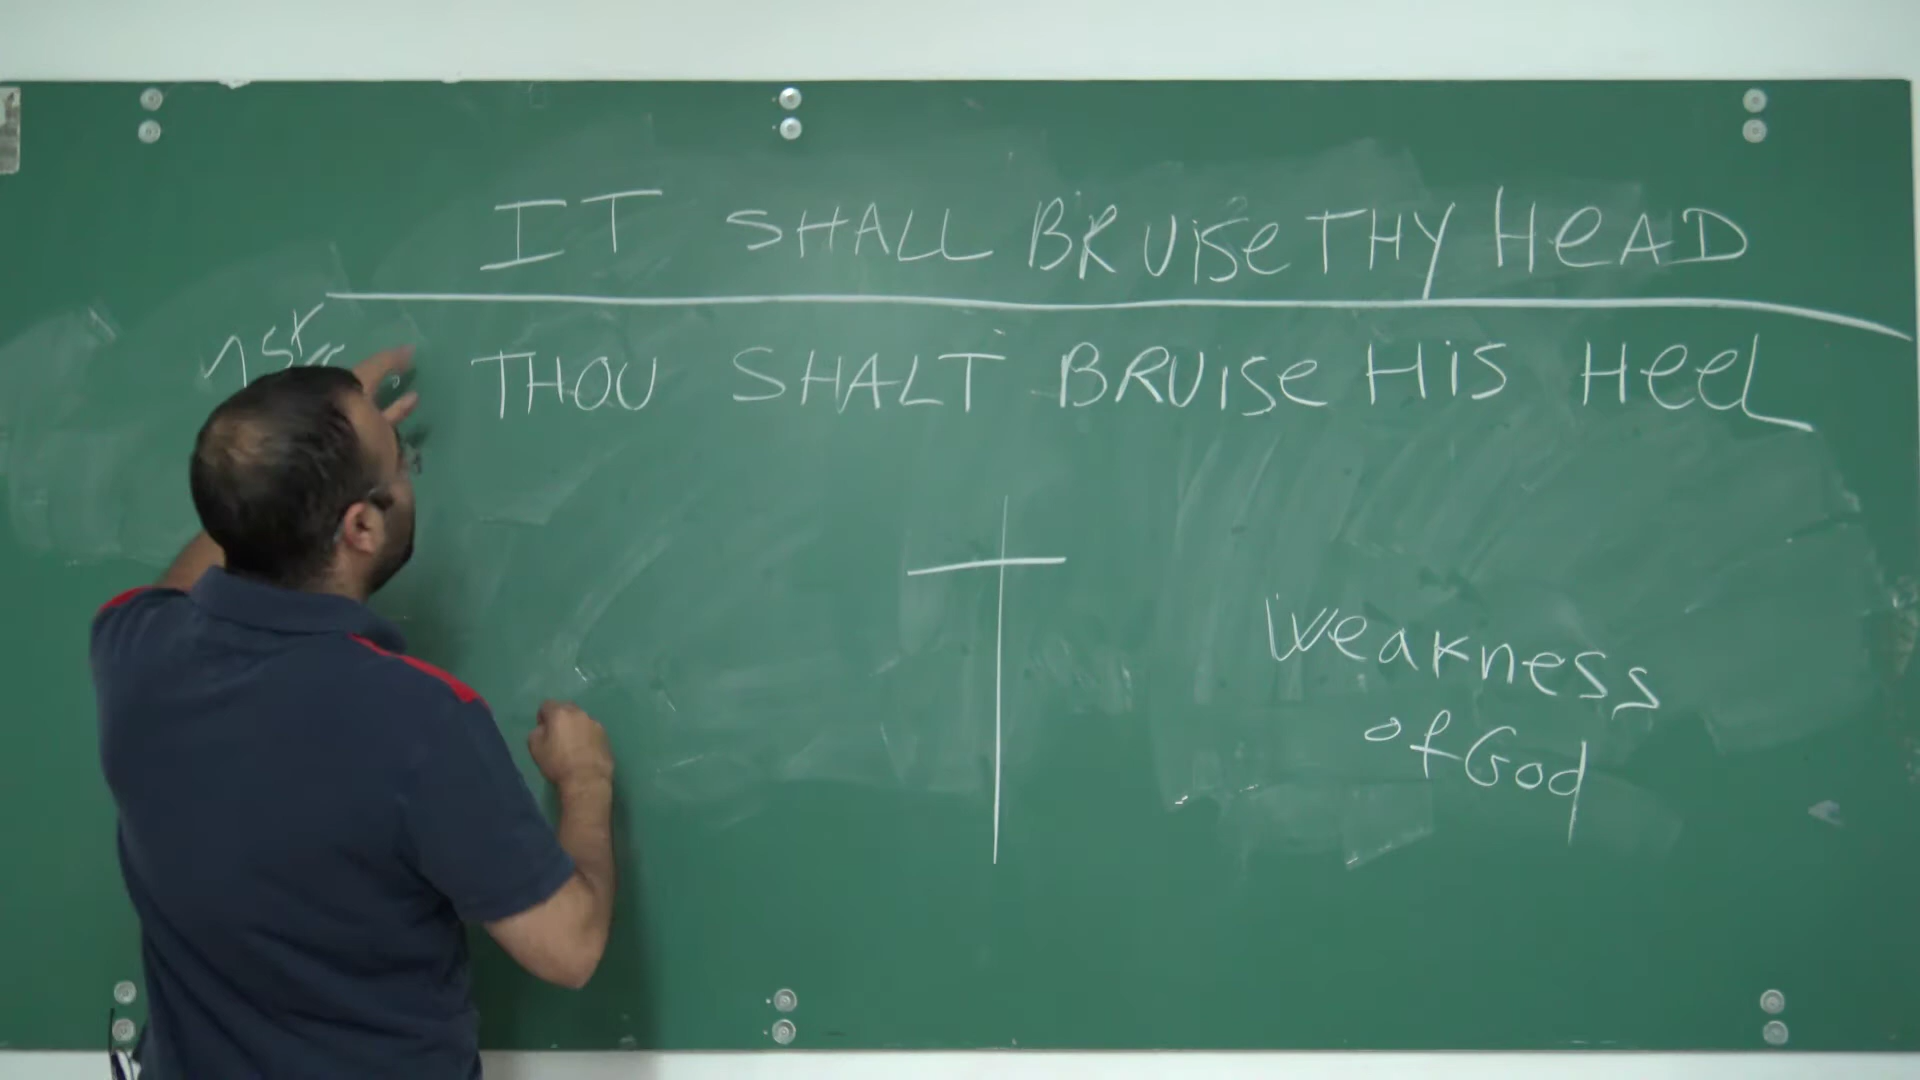 IT SHALL BRUiSe THY HeAD
THOU SHALT BRUiSe HiS Heel
Weakness
of God